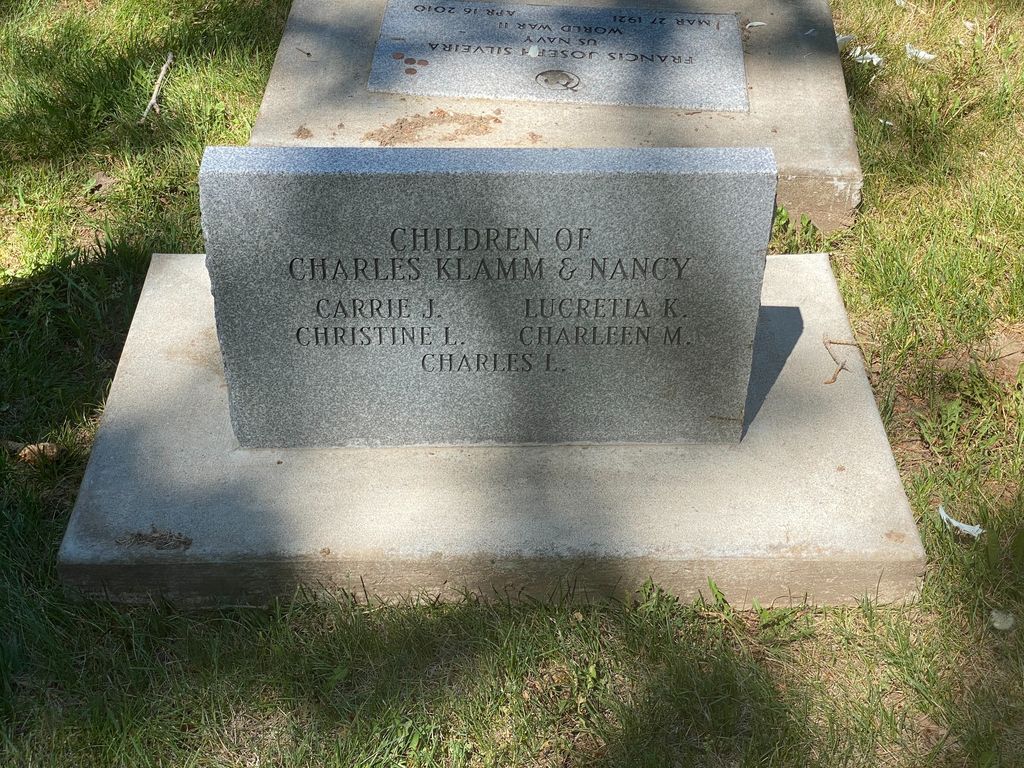 FRANCIS JOSEPH SILVEIRA
US NAVY
WORLD WAR II
MAR 27 1921 APR 16 2010
CHILDREN OF
CHARLES KLAMM & NANCY
CARRIE J. LUCRETIA K.
CHRISTINE L. CHARLEEN M.
CHARLES L.